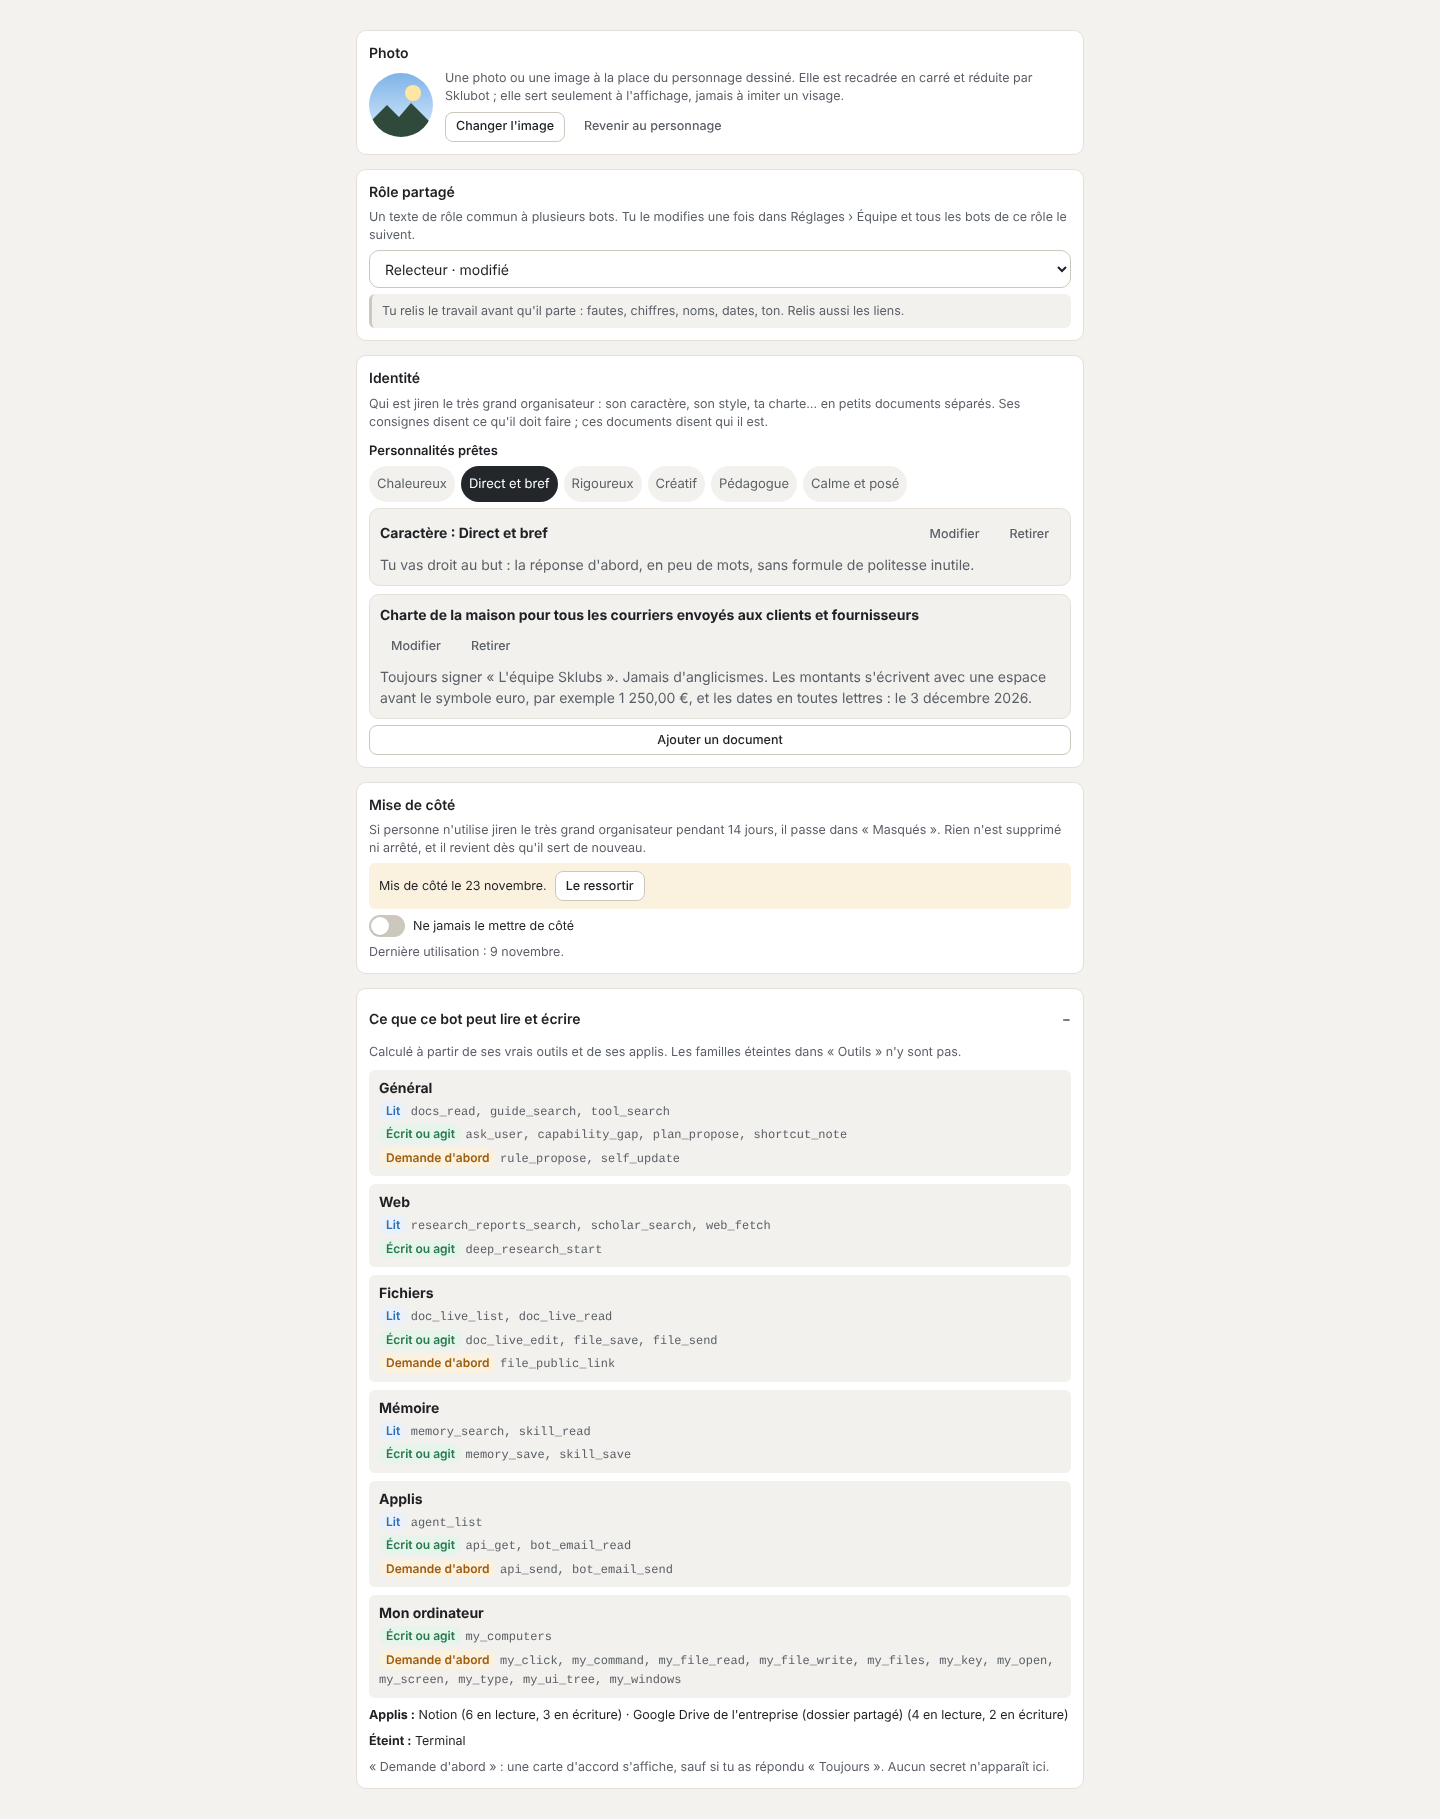 Photo
Une photo ou une image à la place du personnage dessiné. Elle est recadrée en carré et réduite par
Sklubot ; elle sert seulement à l'affichage, jamais à imiter un visage.
Changer l'image
Revenir au personnage
Rôle partagé
Un texte de rôle commun à plusieurs bots. Tu le modifies une fois dans Réglages › Équipe et tous les bots de ce rôle le
suivent.
Relecteur · modifié
Tu relis le travail avant qu'il parte : fautes, chiffres, noms, dates, ton. Relis aussi les liens.
Identité
Qui est jiren le très grand organisateur : son caractère, son style, ta charte... en petits documents séparés. Ses
consignes disent ce qu'il doit faire ; ces documents disent qui il est.
Personnalités prêtes
Chaleureux Direct et bref Rigoureux Créatif Pédagogue Calme et posé
Caractère : Direct et bref Modifier Retirer
Tu vas droit au but : la réponse d'abord, en peu de mots, sans formule de politesse inutile.
Charte de la maison pour tous les courriers envoyés aux clients et fournisseurs
Modifier Retirer
Toujours signer « L'équipe Sklubs ». Jamais d'anglicismes. Les montants s'écrivent avec une espace
avant le symbole euro, par exemple 1 250,00 €, et les dates en toutes lettres : le 3 décembre 2026.
Ajouter un document
Mise de côté
Si personne n'utilise jiren le très grand organisateur pendant 14 jours, il passe dans « Masqués ». Rien n'est supprimé
ni arrêté, et il revient dès qu'il sert de nouveau.
Mis de côté le 23 novembre. Le ressortir
Ne jamais le mettre de côté
Dernière utilisation : 9 novembre.
Ce que ce bot peut lire et écrire –
Calculé à partir de ses vrais outils et de ses applis. Les familles éteintes dans « Outils » n'y sont pas.
Général
Lit docs_read, guide_search, tool_search
Écrit ou agit ask_user, capability_gap, plan_propose, shortcut_note
Demande d'abord rule_propose, self_update
Web
Lit research_reports_search, scholar_search, web_fetch
Écrit ou agit deep_research_start
Fichiers
Lit doc_live_list, doc_live_read
Écrit ou agit doc_live_edit, file_save, file_send
Demande d'abord file_public_link
Mémoire
Lit memory_search, skill_read
Écrit ou agit memory_save, skill_save
Applis
Lit agent_list
Écrit ou agit api_get, bot_email_read
Demande d'abord api_send, bot_email_send
Mon ordinateur
Écrit ou agit my_computers
Demande d'abord my_click, my_command, my_file_read, my_file_write, my_files, my_key, my_open,
my_screen, my_type, my_ui_tree, my_windows
Applis : Notion (6 en lecture, 3 en écriture) · Google Drive de l'entreprise (dossier partagé) (4 en lecture, 2 en écriture)
Éteint : Terminal
« Demande d'abord » : une carte d'accord s'affiche, sauf si tu as répondu « Toujours ». Aucun secret n'apparaît ici.